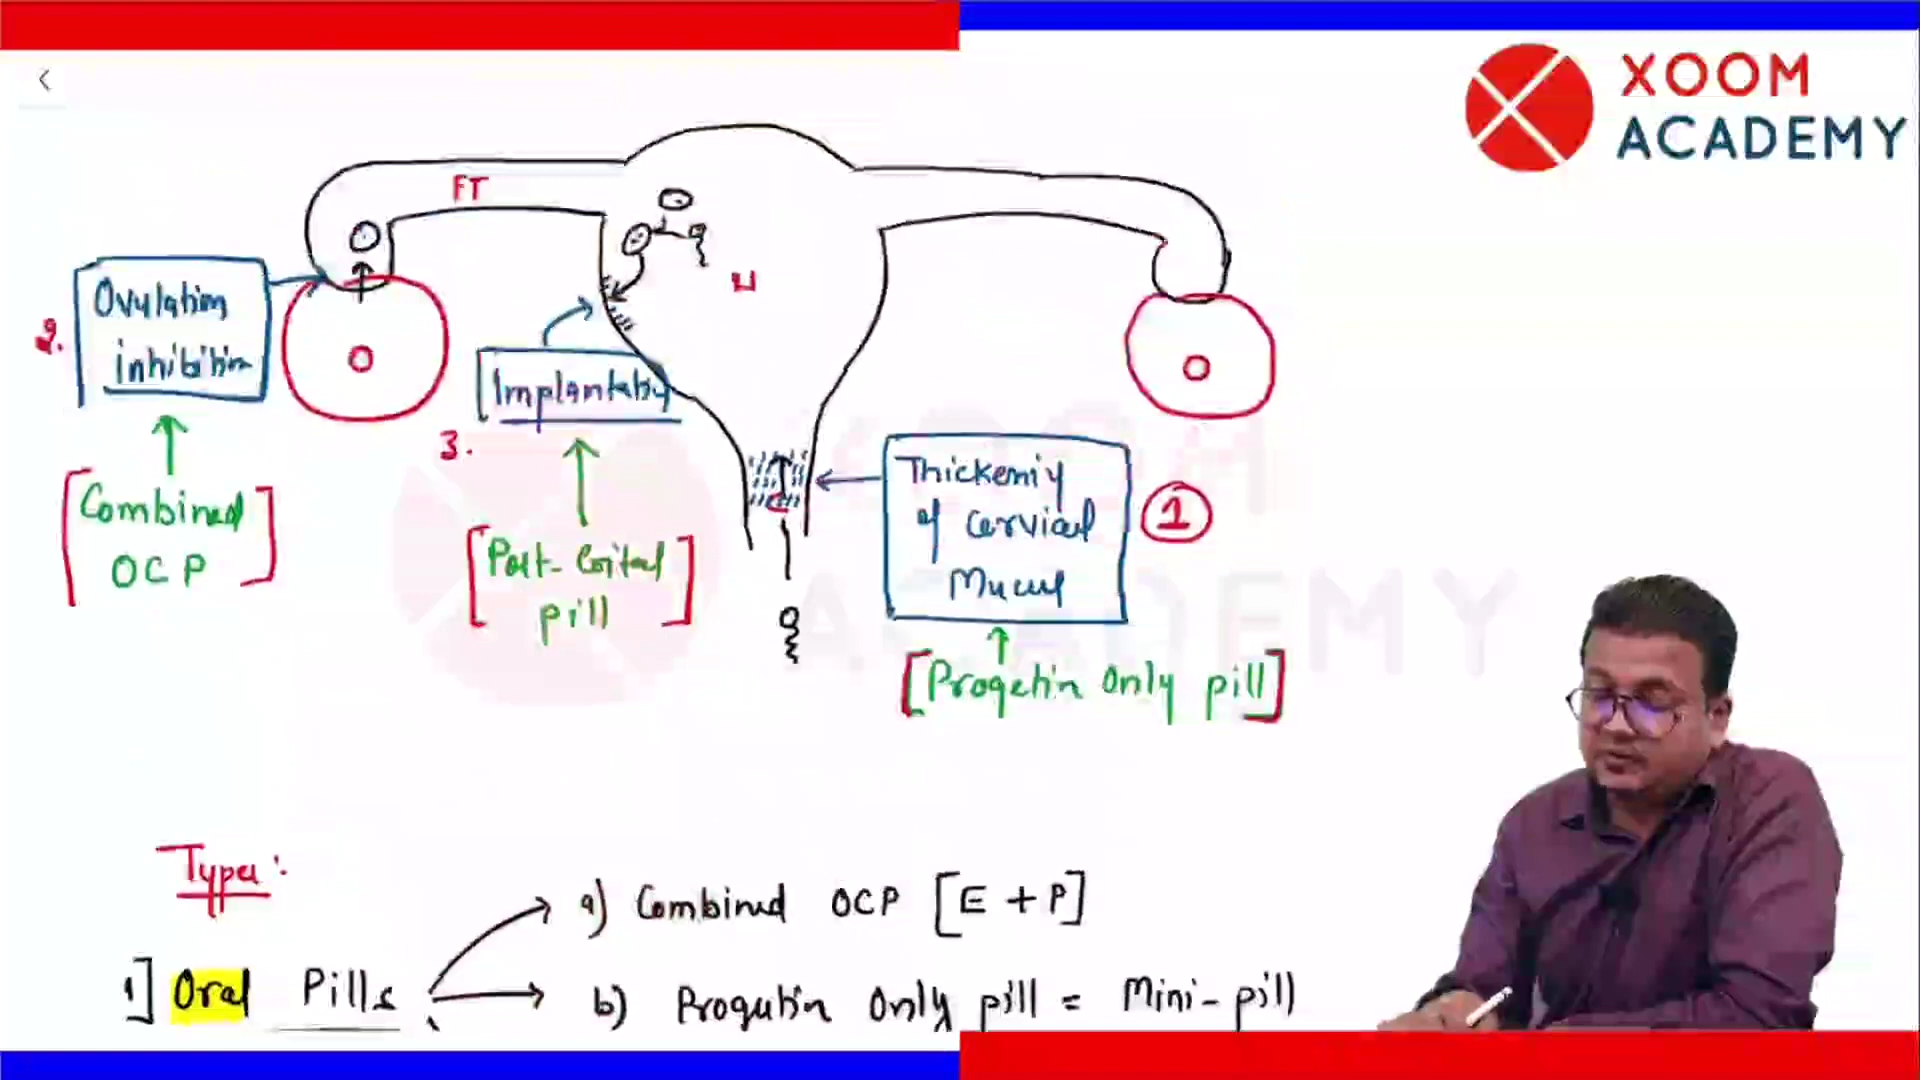 XOOM
ACADEMY
FT
2.
Ovulation
inhibition
U
Implantation
3.
Combined
OCP
Post-Coital
pill
Thickening
of Cervical
Mucus
1
[Progestin Only pill]
Types:
1] Oral Pills
a) Combined OCP [E + P]
b) Progestin Only pill = Mini-pill